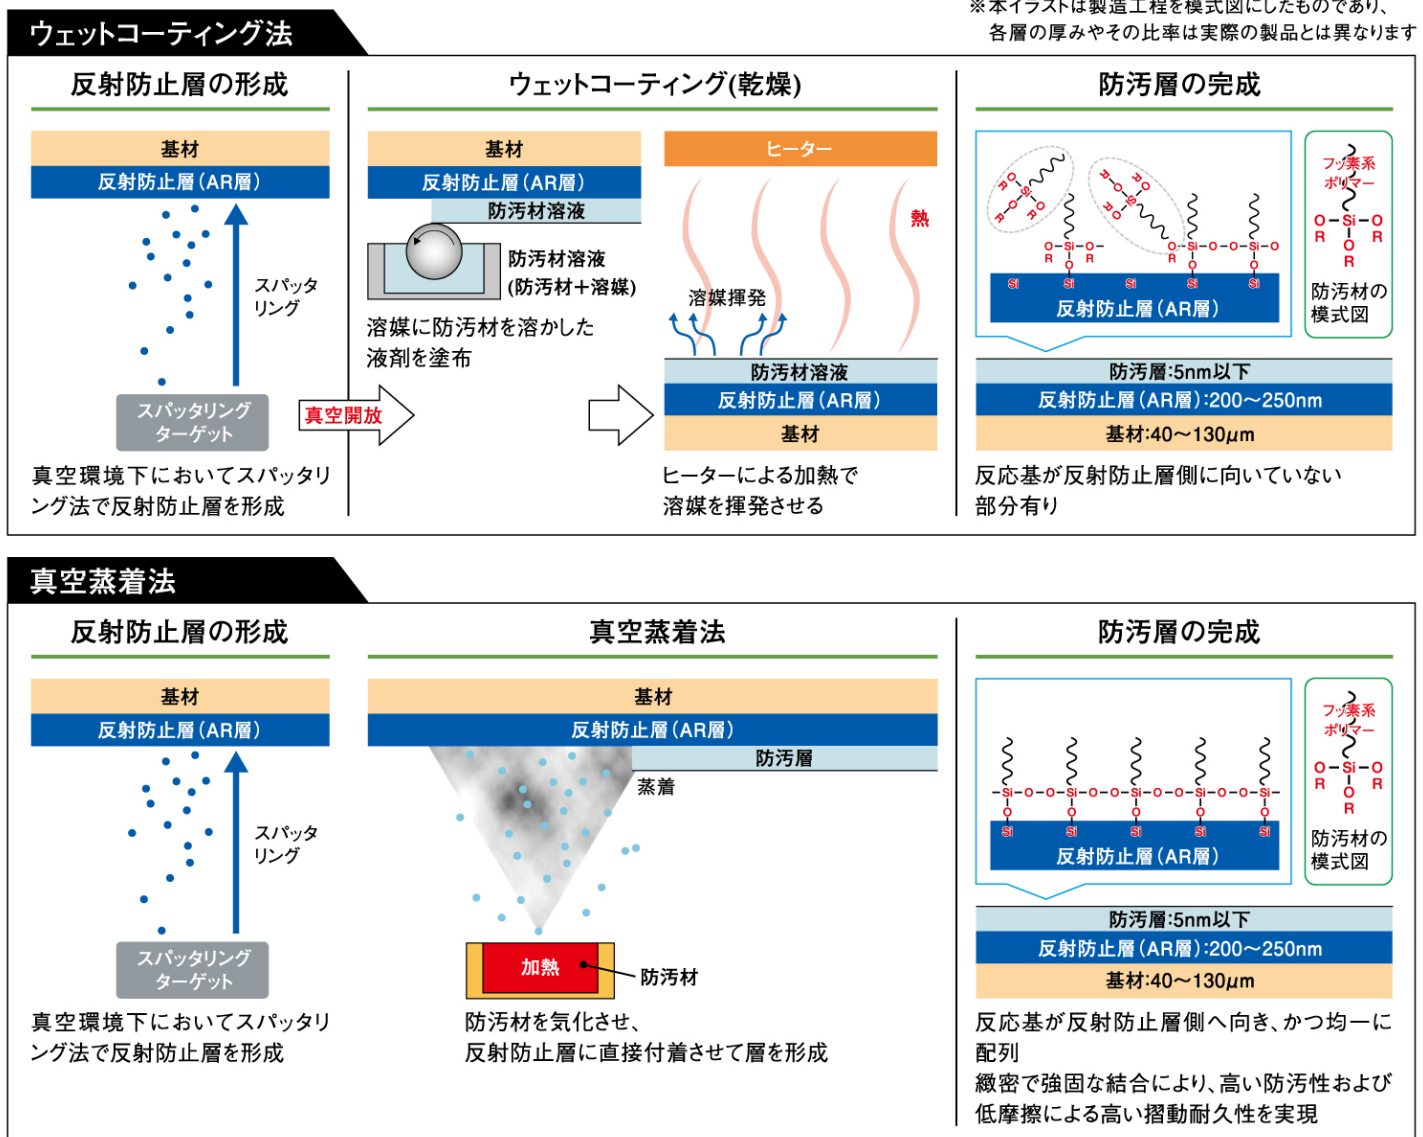 ※本イラストは製造工程を模式図にしたものであり、
各層の厚みやその比率は実際の製品とは異なります
ウェットコーティング法
反射防止層の形成
基材
反射防止層(AR層)
スパッタ
リング
スパッタリング
ターゲット
真空環境下においてスパッタリ
ング法で反射防止層を形成
真空開放
ウェットコーティング(乾燥)
基材
反射防止層(AR層)
防汚材溶液
防汚材溶液
(防汚材+溶媒)
溶媒に防汚材を溶かした
液剤を塗布
ヒーター
熱
溶媒揮発
防汚材溶液
反射防止層(AR層)
基材
ヒーターによる加熱で
溶媒を揮発させる
防汚層の完成
R O
Si
R O
O R
O R
O R
Si
R O
O–Si–O
R O R
O–Si–O–O–Si–O
O O
Si Si Si Si Si
反射防止層(AR層)
フッ素系
ポリマー
O–Si–O
R O R
R
防汚材の
模式図
防汚層:5nm以下
反射防止層(AR層):200〜250nm
基材:40〜130μm
反応基が反射防止層側に向いていない
部分有り
真空蒸着法
反射防止層の形成
基材
反射防止層(AR層)
スパッタ
リング
スパッタリング
ターゲット
真空環境下においてスパッタリ
ング法で反射防止層を形成
真空蒸着法
基材
反射防止層(AR層)
防汚層
蒸着
加熱
防汚材
防汚材を気化させ、
反射防止層に直接付着させて層を形成
防汚層の完成
–Si–O–O–Si–O–O–Si–O–O–Si–O–O–Si–
O O O O O
Si Si Si Si Si
反射防止層(AR層)
フッ素系
ポリマー
O–Si–O
R O R
R
防汚材の
模式図
防汚層:5nm以下
反射防止層(AR層):200〜250nm
基材:40〜130μm
反応基が反射防止層側へ向き、かつ均一に
配列
緻密で強固な結合により、高い防汚性および
低摩擦による高い摺動耐久性を実現